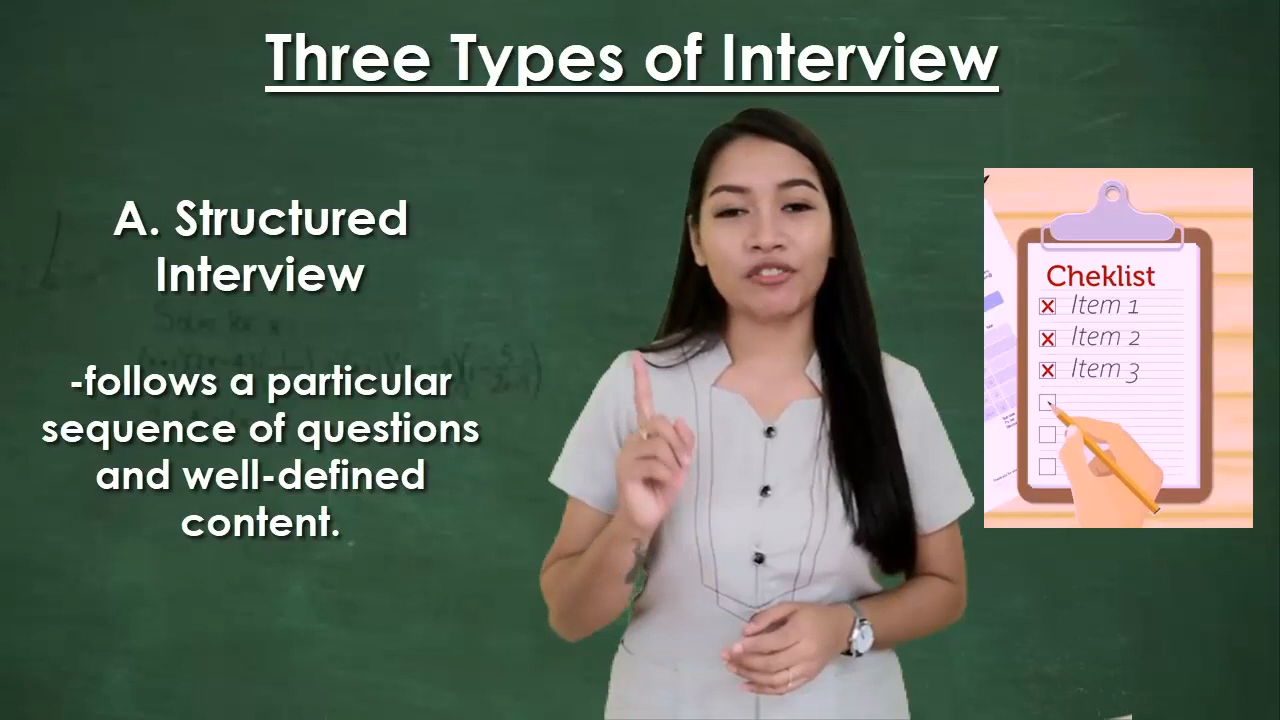 Three Types of Interview
A. Structured
Interview
-follows a particular
sequence of questions
and well-defined
content.
Cheklist
Item 1
Item 2
Item 3